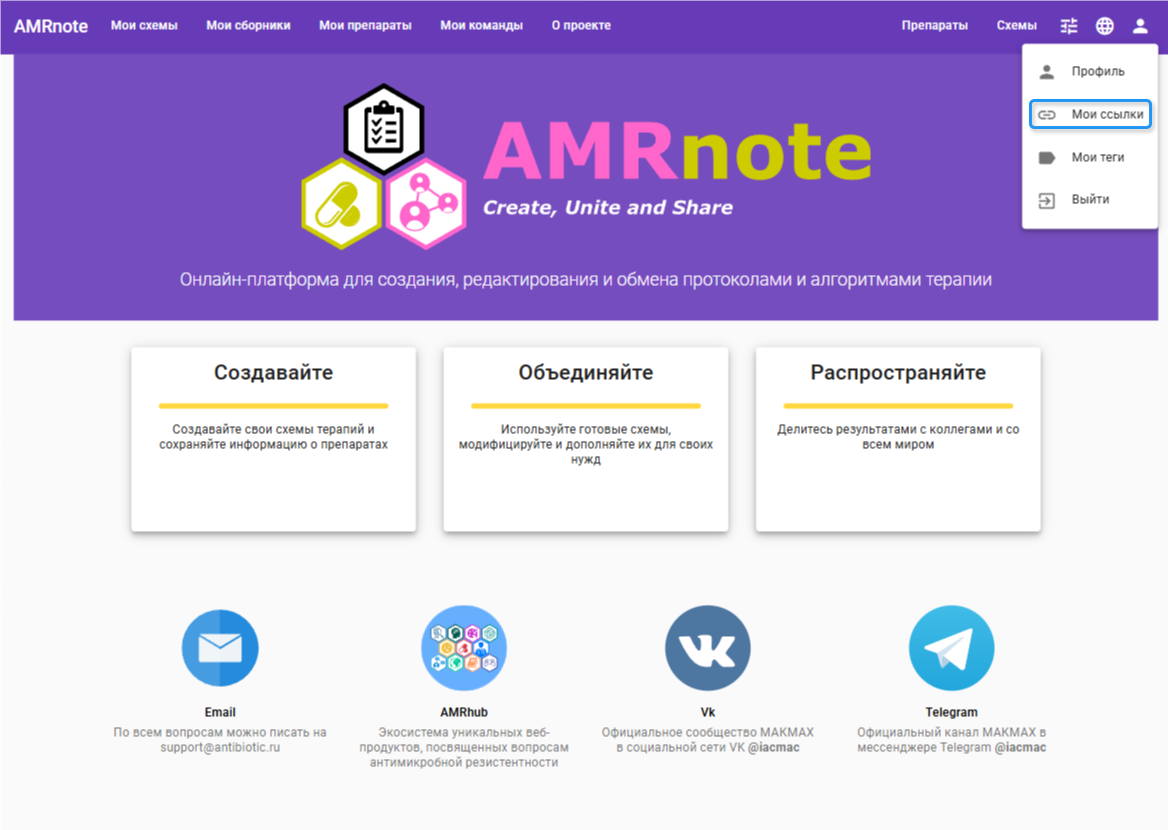 AMRnote Мои схемы Мои сборники Мои препараты Мои команды О проекте Препараты Схемы
Профиль
Мои ссылки
Мои теги
Выйти
AMRnote
Create, Unite and Share
Онлайн-платформа для создания, редактирования и обмена протоколами и алгоритмами терапии
Создавайте
Создавайте свои схемы терапий и
сохраняйте информацию о препаратах
Объединяйте
Используйте готовые схемы,
модифицируйте и дополняйте их для своих
нужд
Распространяйте
Делитесь результатами с коллегами и со
всем миром
Email
По всем вопросам можно писать на
support@antibiotic.ru
AMRhub
Экосистема уникальных веб-
продуктов, посвященных вопросам
антимикробной резистентности
Vk
Официальное сообщество МАКМАХ
в социальной сети VK @iacmac
Telegram
Официальный канал МАКМАХ в
мессенджере Telegram @iacmac